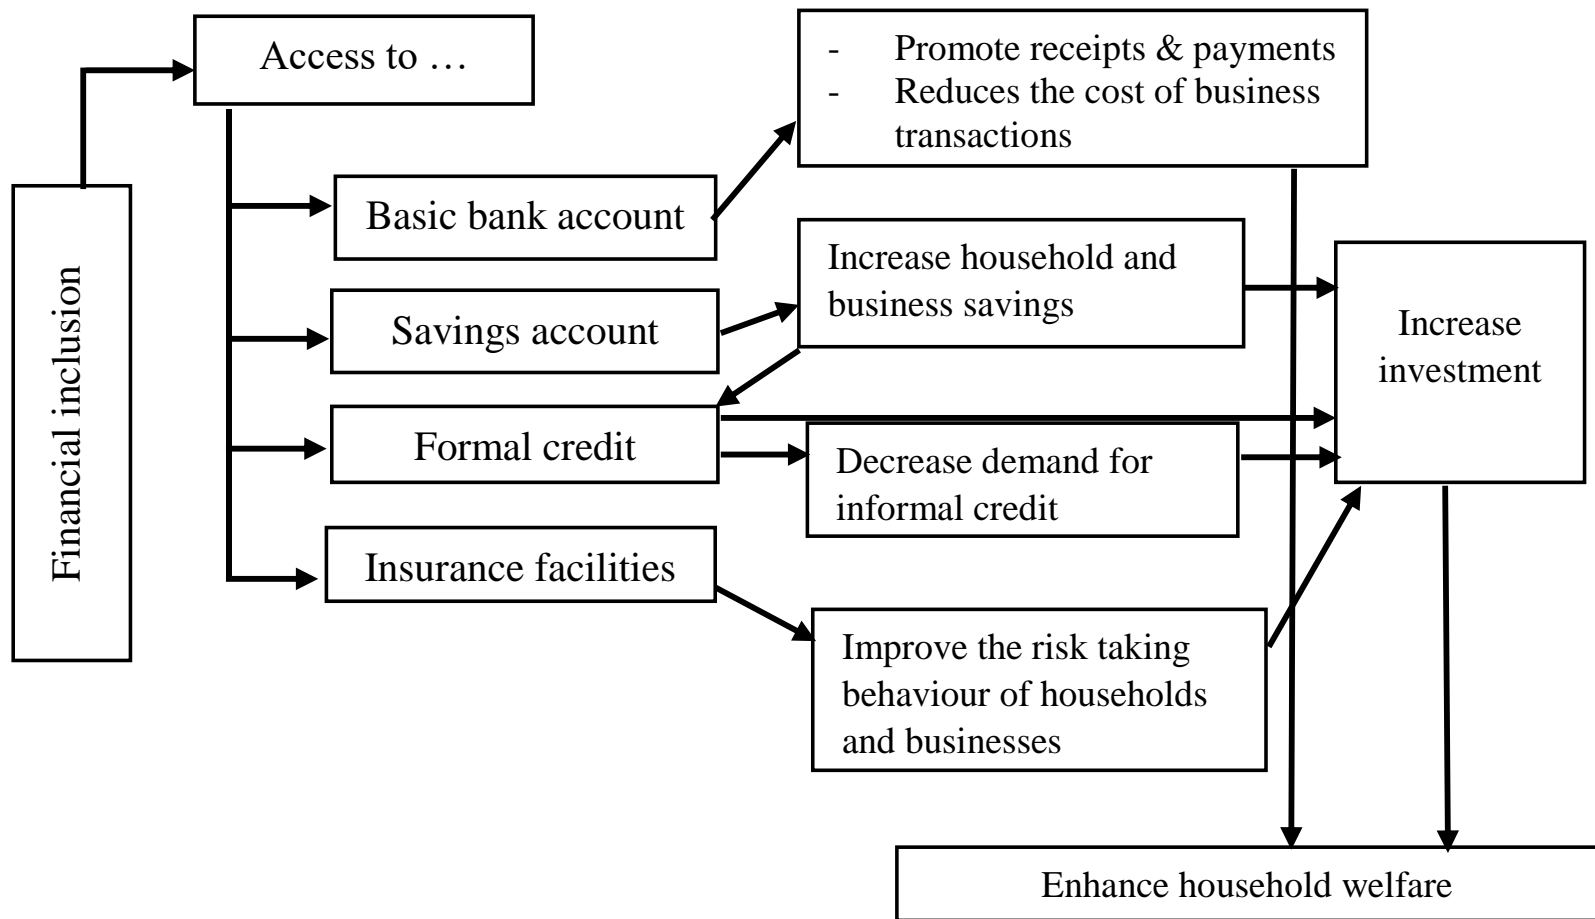 Financial inclusion
Access to …
- Promote receipts & payments
- Reduces the cost of business
transactions
Basic bank account
Increase household and
business savings
Savings account
Increase
investment
Formal credit
Decrease demand for
informal credit
Insurance facilities
Improve the risk taking
behaviour of households
and businesses
Enhance household welfare